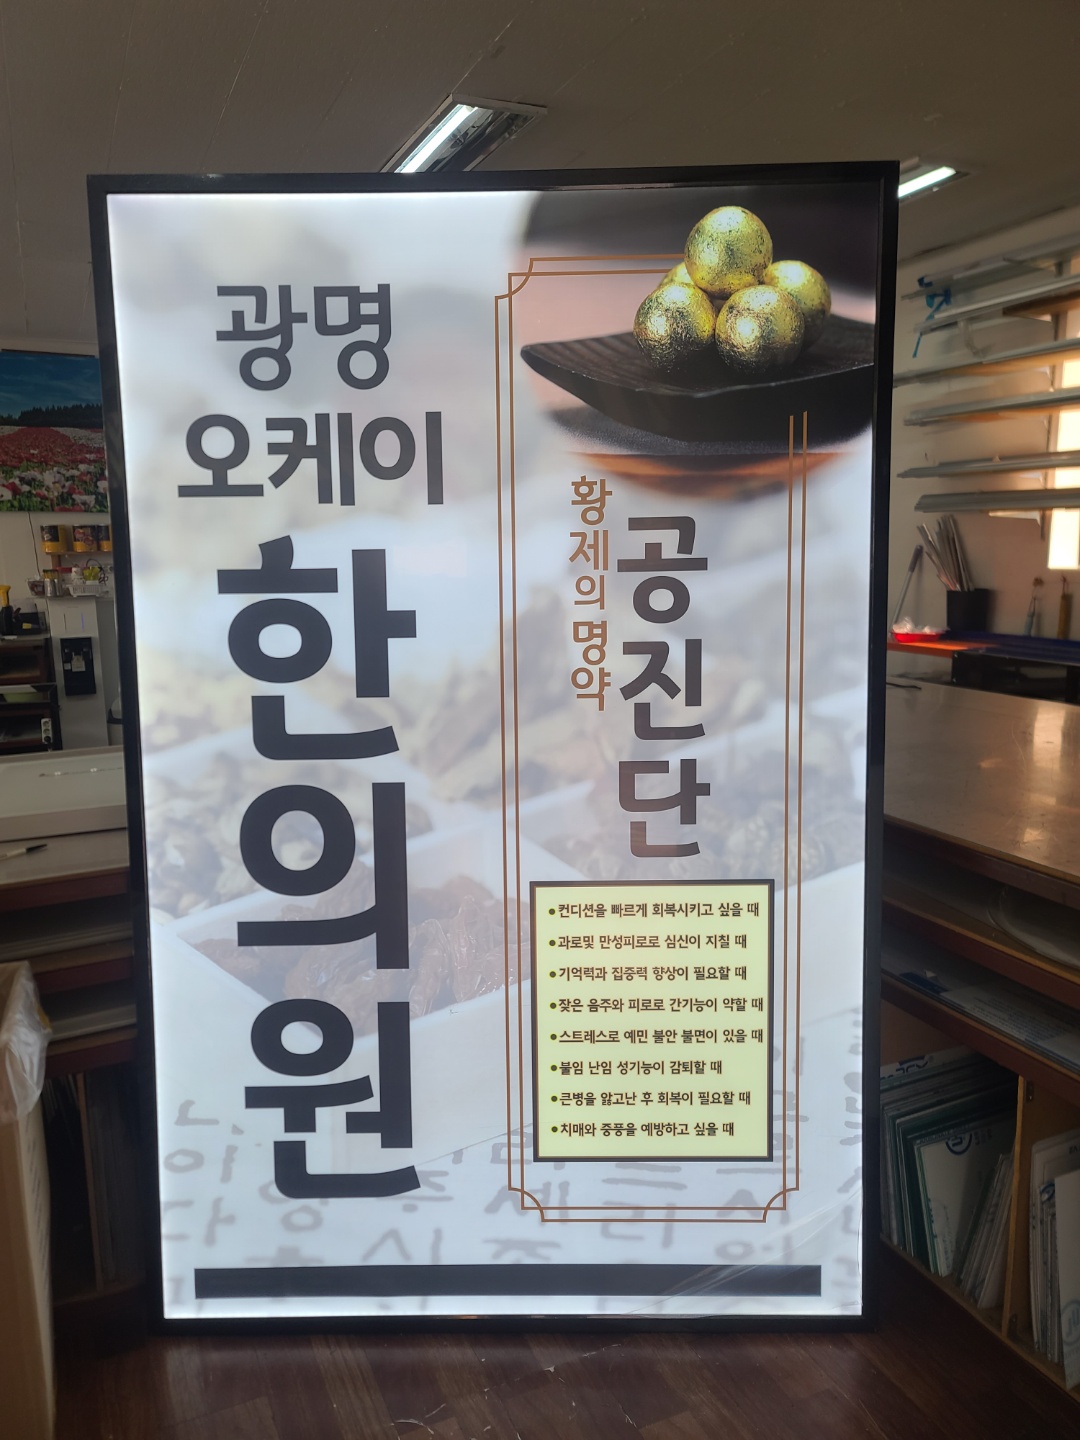 광명
오케이
한의원
황제의 명약
공진단
•컨디션을 빠르게 회복시키고 싶을 때
•과로및 만성피로로 심신이 지칠 때
•기억력과 집중력 향상이 필요할 때
•잦은 음주와 피로로 간기능이 약할 때
•스트레스로 예민 불안 불면이 있을 때
•불임 난임 성기능이 감퇴할 때
•큰병을 앓고난 후 회복이 필요할 때
•치매와 중풍을 예방하고 싶을 때